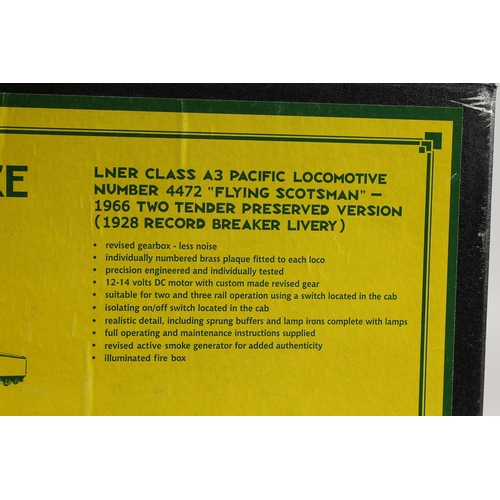 KE
LNER CLASS A3 PACIFIC LOCOMOTIVE
NUMBER 4472 "FLYING SCOTSMAN" –
1966 TWO TENDER PRESERVED VERSION
(1928 RECORD BREAKER LIVERY)
• revised gearbox - less noise
• individually numbered brass plaque fitted to each loco
• precision engineered and individually tested
• 12-14 volts DC motor with custom made revised gear
• suitable for two and three rail operation using a switch located in the cab
• isolating on/off switch located in the cab
• realistic detail, including sprung buffers and lamp irons complete with lamps
• full operating and maintenance instructions supplied
• revised active smoke generator for added authenticity
• illuminated fire box